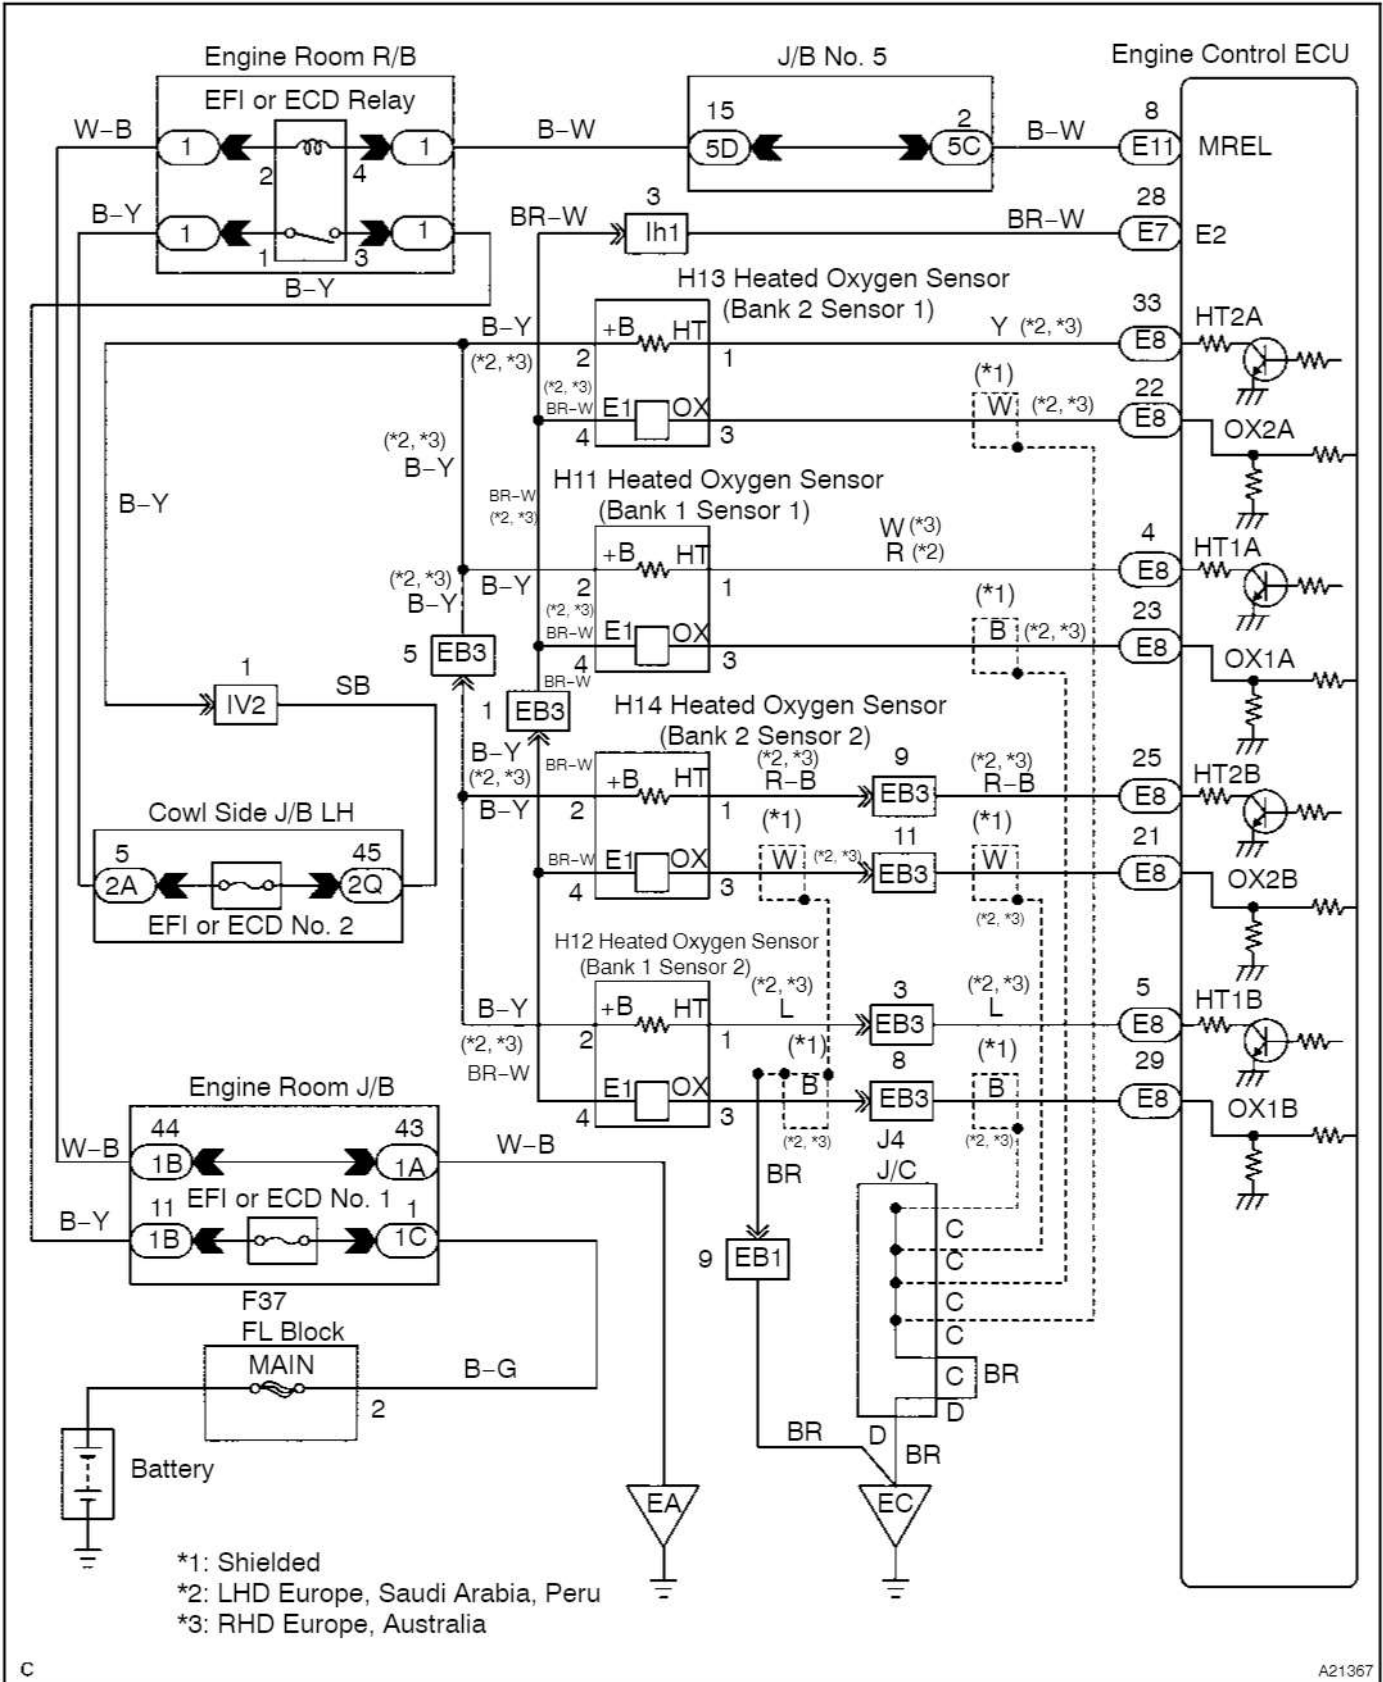 Engine Room R/B
J/B No. 5
Engine Control ECU
EFI or ECD Relay
W-B
1
1
2
4
B-W
15
5D
2
5C
B-W
8
E11
MREL
B-Y
1
1
1
3
B-Y
BR-W
3
Ih1
BR-W
28
E7
E2
H13 Heated Oxygen Sensor
(Bank 2 Sensor 1)
B-Y
(*2, *3)
2
+B
HT
1
Y (*2, *3)
33
E8
HT2A
(*2, *3)
BR-W
4
E1
OX
3
(*1)
W
(*2, *3)
22
E8
OX2A
(*2, *3)
B-Y
B-Y
BR-W
(*2, *3)
H11 Heated Oxygen Sensor
(Bank 1 Sensor 1)
W (*3)
R (*2)
(*2, *3)
B-Y
B-Y
2
+B
HT
1
4
E8
HT1A
(*2, *3)
BR-W
4
E1
OX
3
(*1)
B
(*2, *3)
23
E8
OX1A
5
EB3
BR-W
1
EB3
1
IV2
SB
H14 Heated Oxygen Sensor
(Bank 2 Sensor 2)
B-Y
(*2, *3)
BR-W
B-Y
2
+B
HT
1
(*2, *3)
R-B
9
EB3
(*2, *3)
R-B
25
E8
HT2B
BR-W
4
E1
OX
3
(*1)
W
(*2, *3)
11
EB3
(*1)
W
(*2, *3)
21
E8
OX2B
Cowl Side J/B LH
5
2A
45
2Q
EFI or ECD No. 2
H12 Heated Oxygen Sensor
(Bank 1 Sensor 2)
B-Y
(*2, *3)
2
+B
HT
1
(*2, *3)
L
3
EB3
(*2, *3)
L
5
E8
HT1B
BR-W
4
E1
OX
3
(*1)
B
(*2, *3)
8
EB3
(*1)
B
(*2, *3)
29
E8
OX1B
Engine Room J/B
W-B
44
1B
43
1A
W-B
EFI or ECD No. 1
B-Y
11
1B
1
1C
BR
9
EB1
J4
J/C
C
C
C
C
C
BR
D
D
F37
FL Block
MAIN
2
B-G
Battery
BR
BR
EA
EC
*1: Shielded
*2: LHD Europe, Saudi Arabia, Peru
*3: RHD Europe, Australia
C
A21367